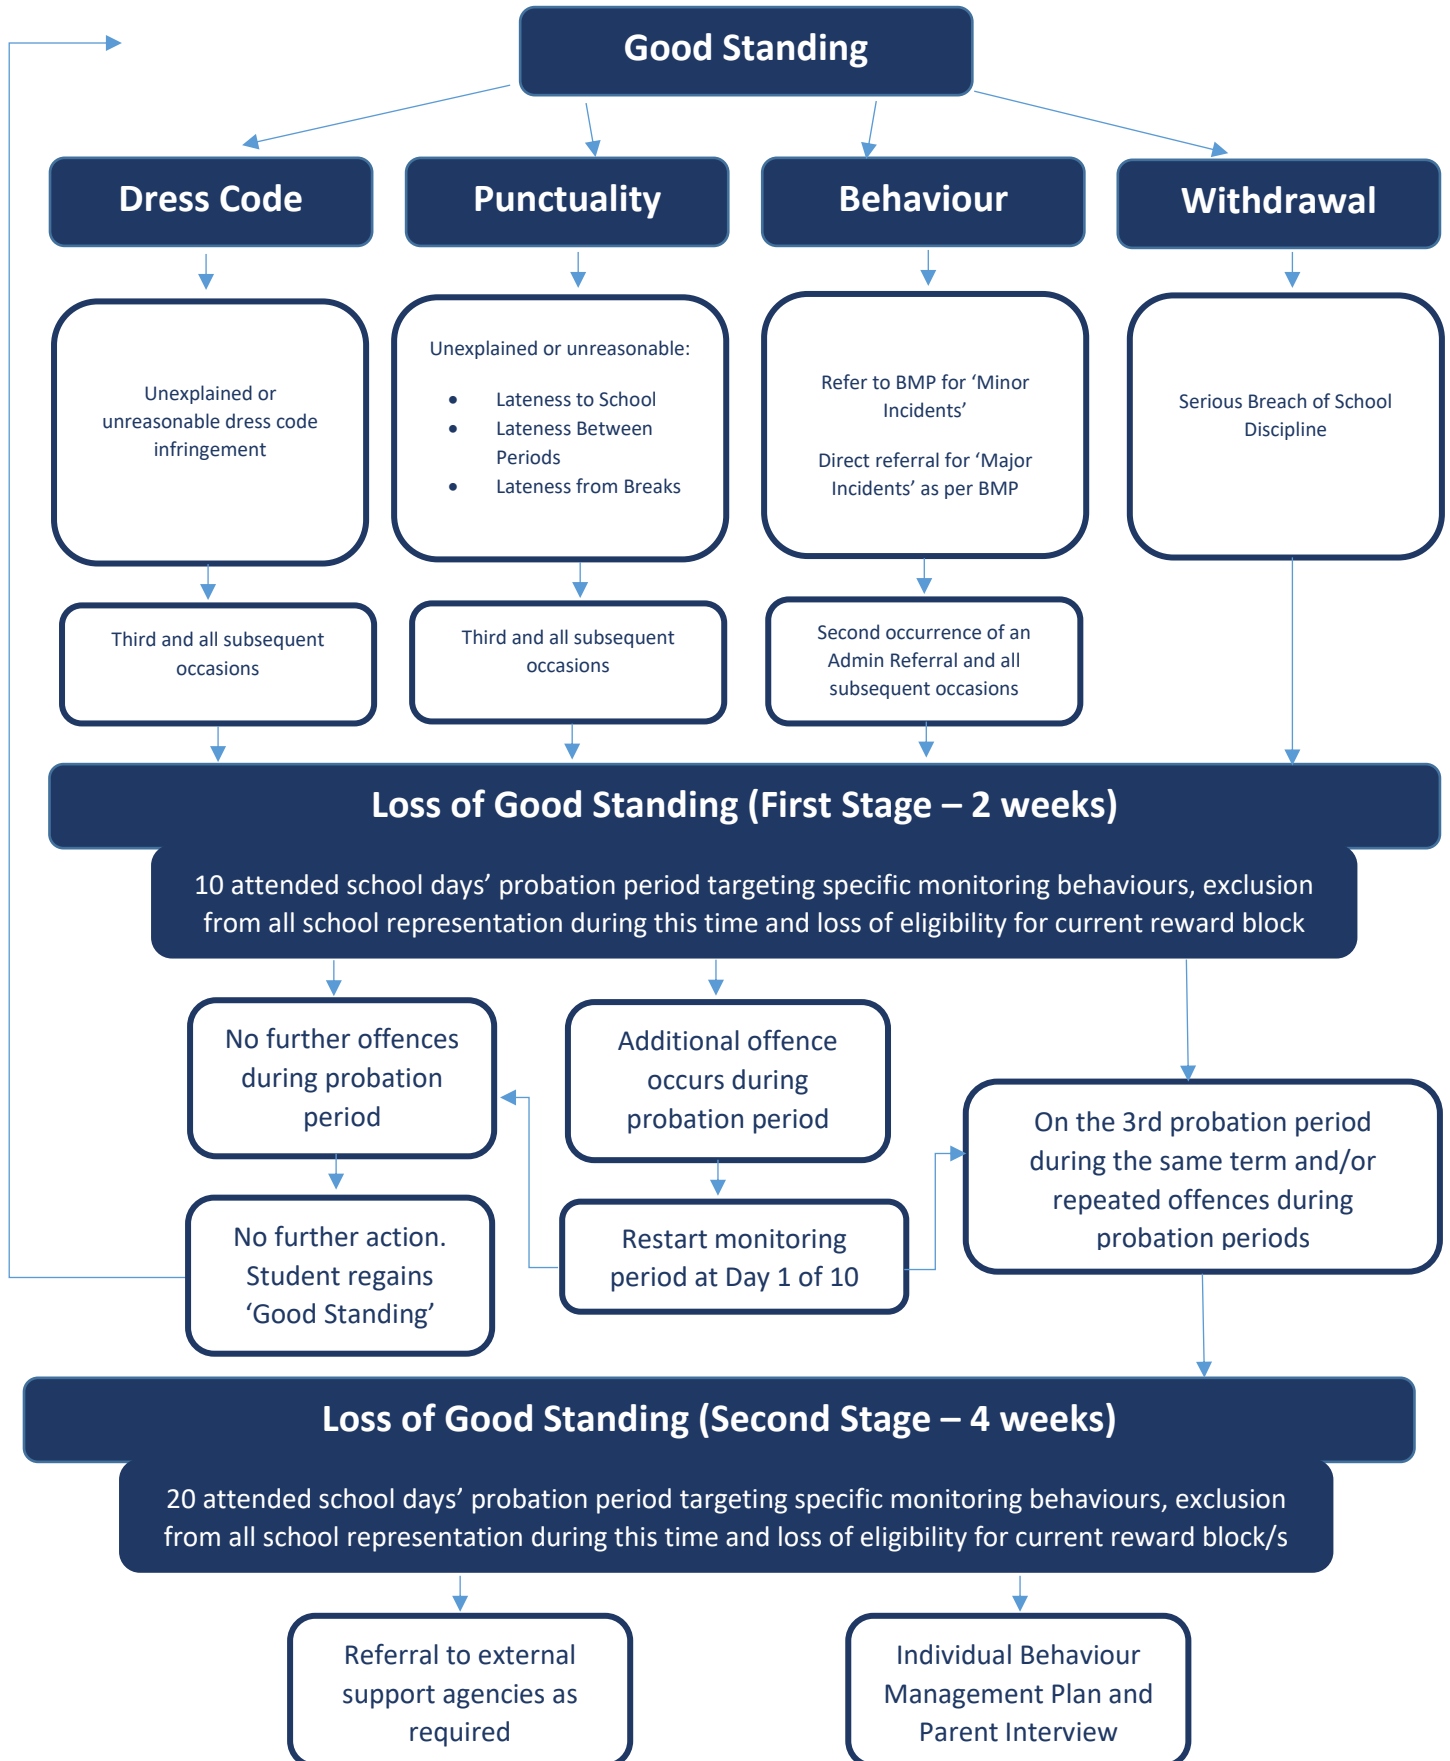 Good Standing
Dress Code
Punctuality
Behaviour
Withdrawal
Unexplained or
unreasonable dress code
infringement
Unexplained or unreasonable:
• Lateness to School
• Lateness Between
Periods
• Lateness from Breaks
Refer to BMP for ‘Minor
Incidents’
Direct referral for ‘Major
Incidents’ as per BMP
Serious Breach of School
Discipline
Third and all subsequent
occasions
Third and all subsequent
occasions
Second occurrence of an
Admin Referral and all
subsequent occasions
Loss of Good Standing (First Stage – 2 weeks)
10 attended school days’ probation period targeting specific monitoring behaviours, exclusion
from all school representation during this time and loss of eligibility for current reward block
No further offences
during probation
period
Additional offence
occurs during
probation period
On the 3rd probation period
during the same term and/or
repeated offences during
probation periods
No further action.
Student regains
‘Good Standing’
Restart monitoring
period at Day 1 of 10
Loss of Good Standing (Second Stage – 4 weeks)
20 attended school days’ probation period targeting specific monitoring behaviours, exclusion
from all school representation during this time and loss of eligibility for current reward block/s
Referral to external
support agencies as
required
Individual Behaviour
Management Plan and
Parent Interview